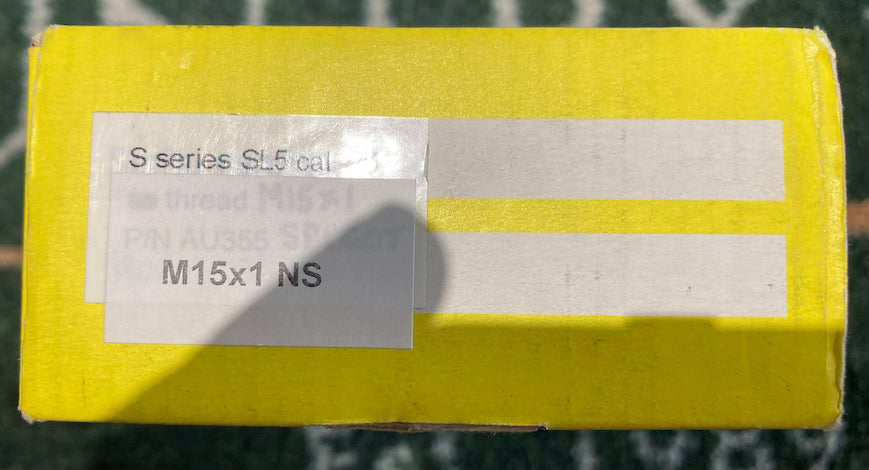 S series SL5 cal
thread M15x1
P/N AU355
M15x1 NS